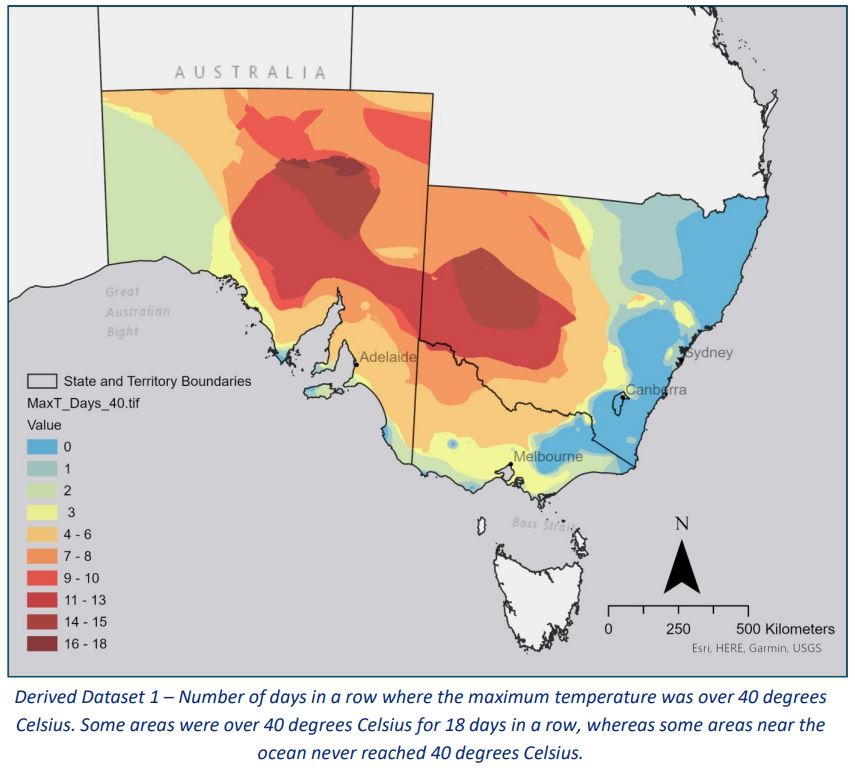 AUSTRALIA
Great
Australian
Bight
Adelaide
Sydney
Canberra
Melbourne
Bass Strait
State and Territory Boundaries
MaxT_Days_40.tif
Value
0
1
2
3
4 - 6
7 - 8
9 - 10
11 - 13
14 - 15
16 - 18
N
0 250 500 Kilometers
Esri, HERE, Garmin, USGS
Derived Dataset 1 – Number of days in a row where the maximum temperature was over 40 degrees
Celsius. Some areas were over 40 degrees Celsius for 18 days in a row, whereas some areas near the
ocean never reached 40 degrees Celsius.